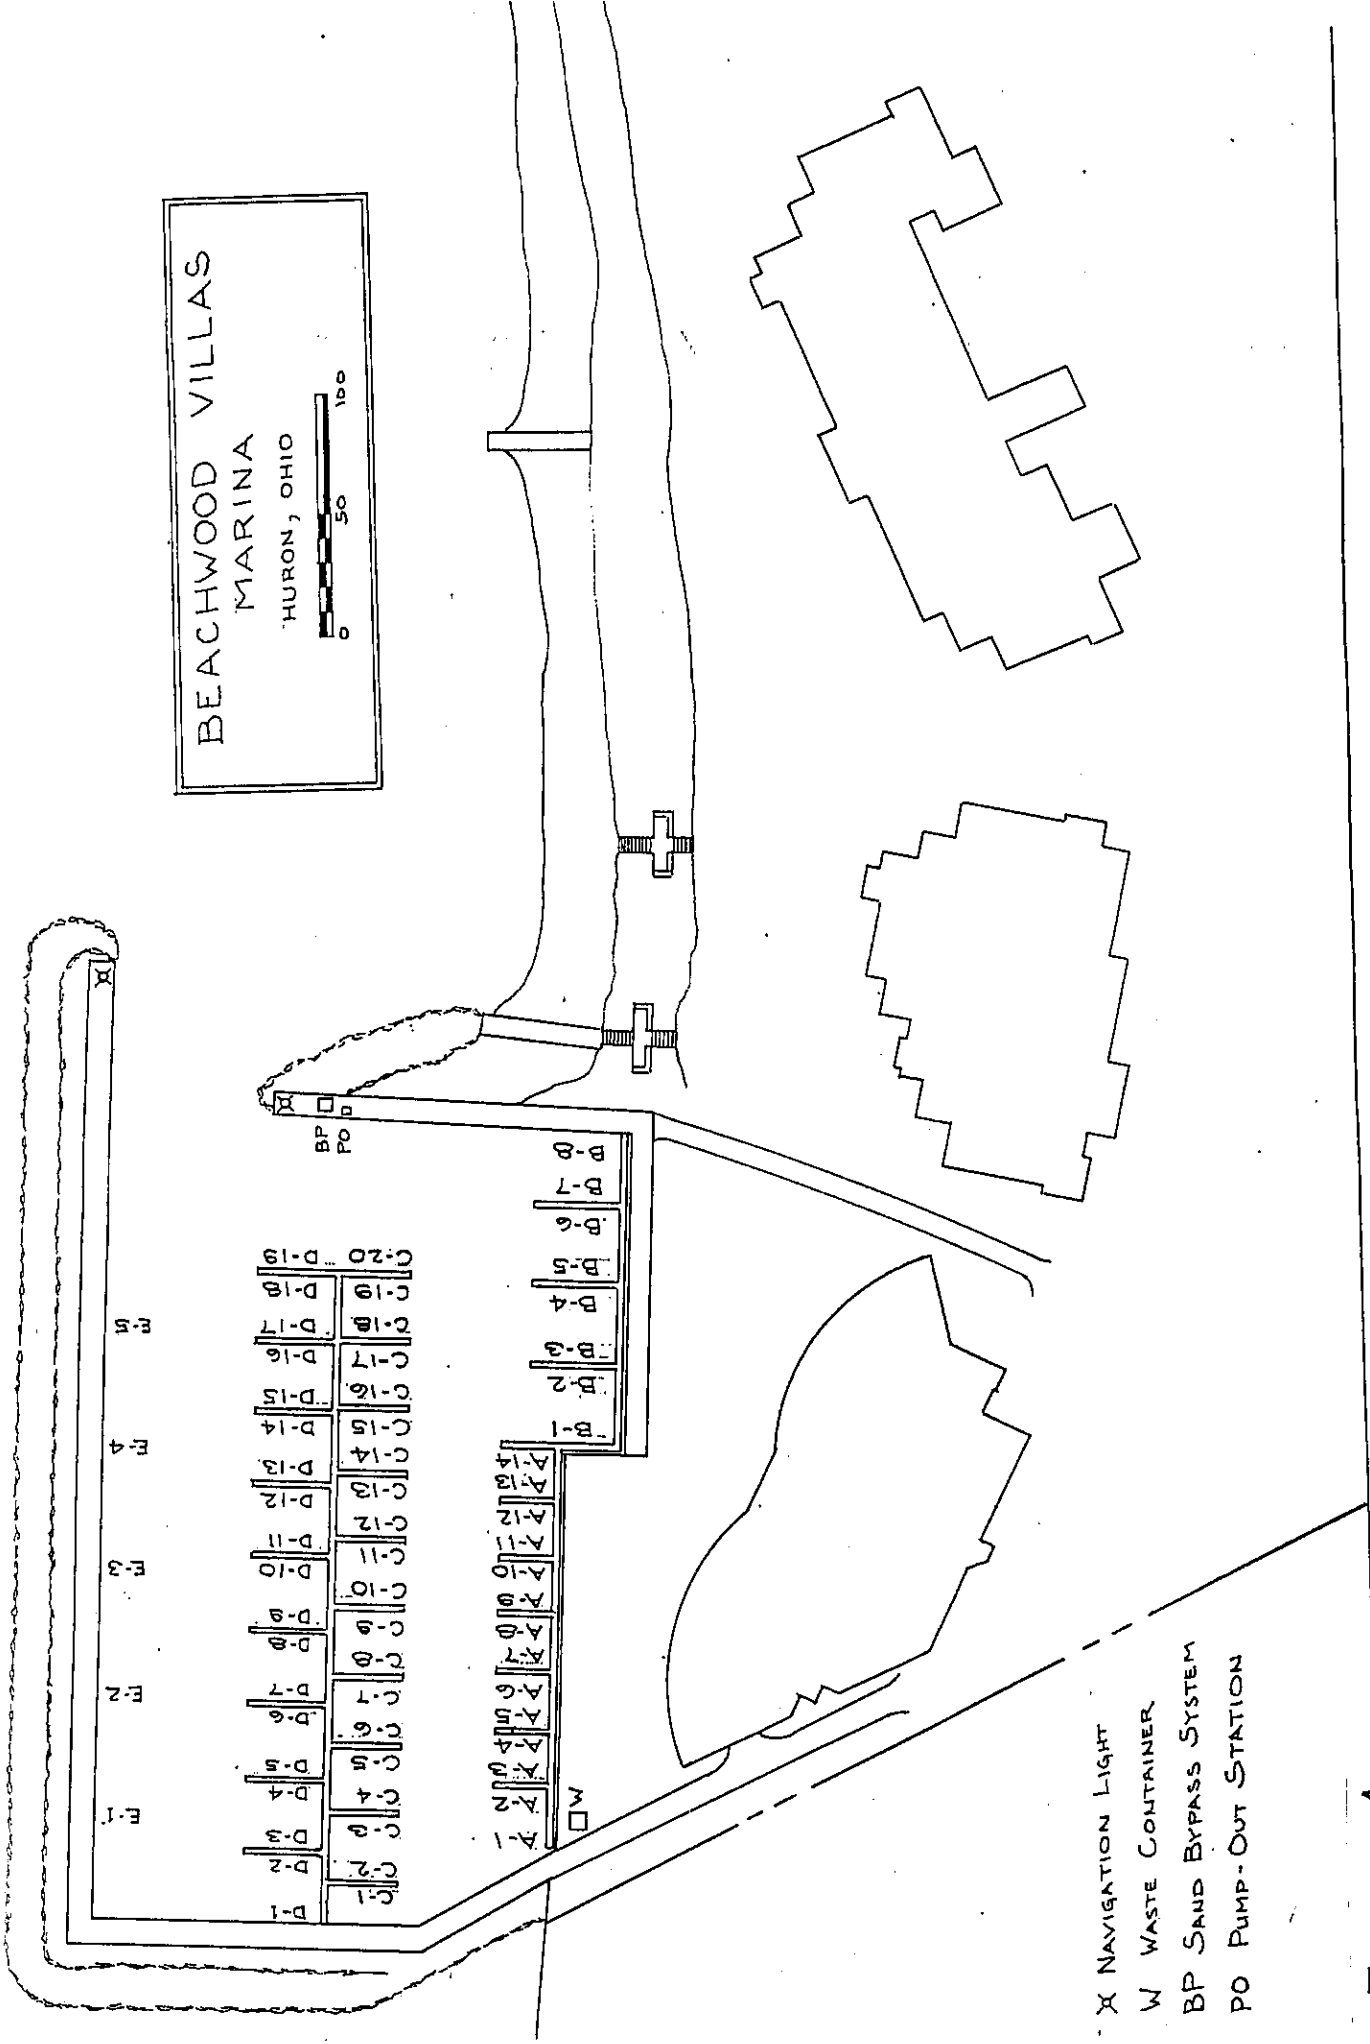 BEACHWOOD VILLAS
MARINA
HURON, OHIO
0 50 100
E-1 E-2 E-3 E-4 E-5
D-1 D-2 D-3 D-4 D-5 D-6 D-7 D-8 D-9 D-10 D-11 D-12 D-13 D-14 D-15 D-16 D-17 D-18 D-19
C-1 C-2 C-3 C-4 C-5 C-6 C-7 C-8 C-9 C-10 C-11 C-12 C-13 C-14 C-15 C-16 C-17 C-18 C-19 C-20
BP
PO
A-1 A-2 A-3 A-4 A-5 A-6 A-7 A-8 A-9 A-10 A-11 A-12 A-13 A-14
B-1 B-2 B-3 B-4 B-5 B-6 B-7 B-8
W
NAVIGATION LIGHT
W WASTE CONTAINER
BP SAND BYPASS SYSTEM
PO PUMP-OUT STATION